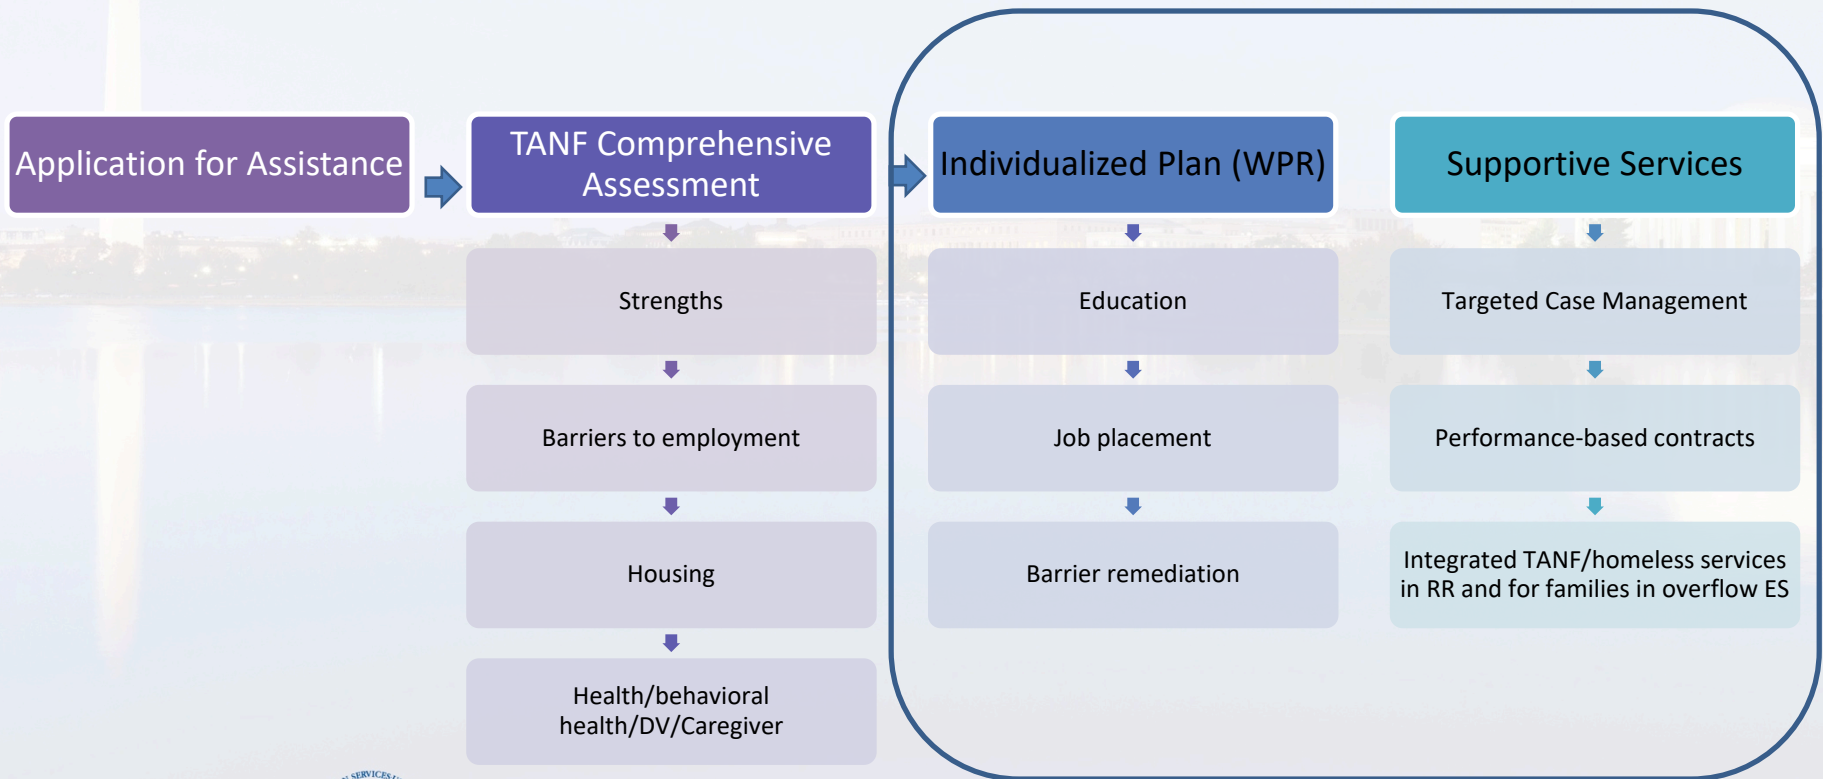 Application for Assistance
TANF Comprehensive
Assessment
Strengths
Barriers to employment
Housing
Health/behavioral
health/DV/Caregiver
Individualized Plan (WPR)
Education
Job placement
Barrier remediation
Supportive Services
Targeted Case Management
Performance-based contracts
Integrated TANF/homeless services
in RR and for families in overflow ES
SERVICES